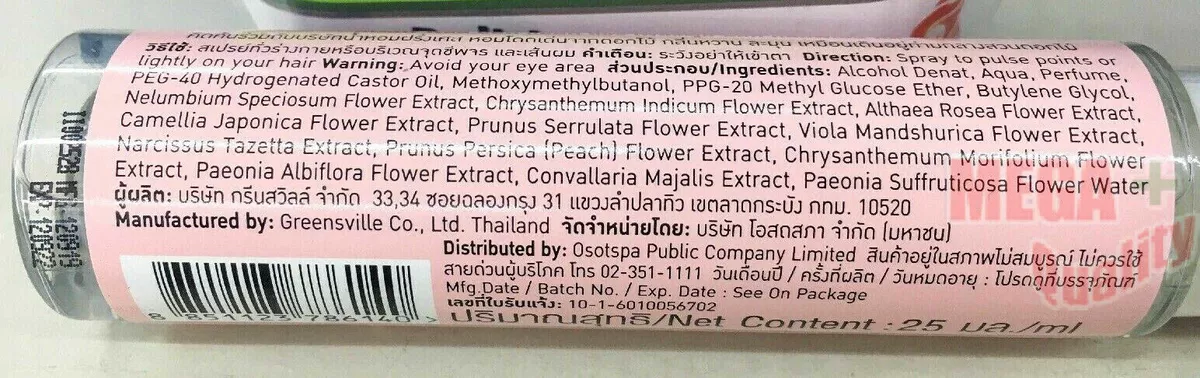 วิธีใช้: สเปรย์ทั่วร่างกายหรือบริเวณจุดชีพจร และเส้นผม คำเตือน: ระวังอย่าให้เข้าตา Direction: Spray to pulse points or
lightly on your hair Warning: Avoid your eye area ส่วนประกอบ/Ingredients: Alcohol Denat, Aqua, Perfume,
PEG-40 Hydrogenated Castor Oil, Methoxymethylbutanol, PPG-20 Methyl Glucose Ether, Butylene Glycol,
Nelumbium Speciosum Flower Extract, Chrysanthemum Indicum Flower Extract, Althaea Rosea Flower Extract,
Camellia Japonica Flower Extract, Prunus Serrulata Flower Extract, Viola Mandshurica Flower Extract,
Narcissus Tazetta Extract, Prunus Persica (Peach) Flower Extract, Chrysanthemum Morifolium Flower
Extract, Paeonia Albiflora Flower Extract, Convallaria Majalis Extract, Paeonia Suffruticosa Flower Water
ผู้ผลิต: บริษัท กรีนสวิลล์ จำกัด 33,34 ซอยฉลองกรุง 31 แขวงลำปลาทิว เขตลาดกระบัง กทม. 10520
Manufactured by: Greensville Co., Ltd. Thailand จัดจำหน่ายโดย: บริษัท โอสถสภา จำกัด (มหาชน)
Distributed by: Osotspa Public Company Limited สินค้าอยู่ในสภาพไม่สมบูรณ์ ไม่ควรใช้
สายด่วนผู้บริโภค โทร 02-351-1111 วันเดือนปี / ครั้งที่ผลิต / วันหมดอายุ : โปรดดูที่บรรจุภัณฑ์
Mfg.Date / Batch No. / Exp. Date : See On Package
เลขที่ใบรับแจ้ง: 10-1-6010056702
ปริมาณสุทธิ/Net Content : 25 มล./ml
8 851123 786140
EXP. 120922
MEGA+
Quality